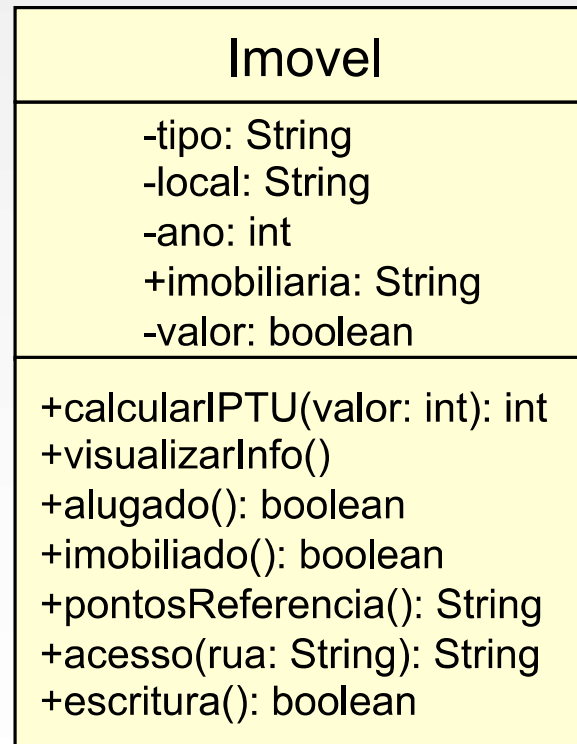 Imovel
-tipo: String
-local: String
-ano: int
+imobiliaria: String
-valor: boolean
+calcularIPTU(valor: int): int
+visualizarInfo()
+alugado(): boolean
+imobiliado(): boolean
+pontosReferencia(): String
+acesso(rua: String): String
+escritura(): boolean